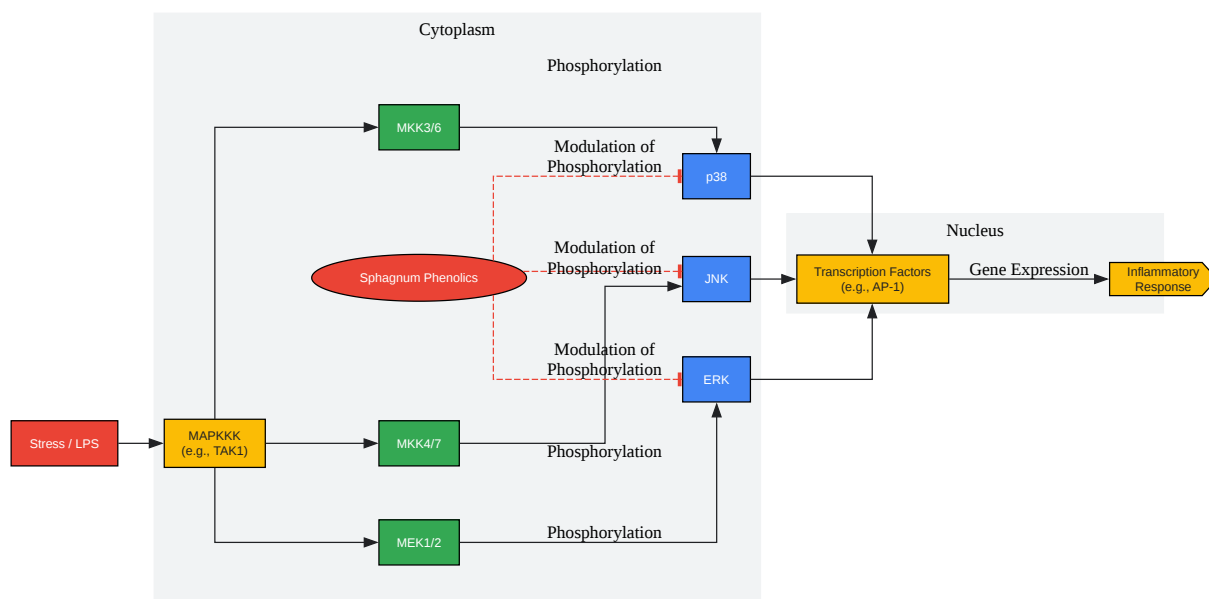 Cytoplasm
Phosphorylation
MKK3/6
Modulation of
Phosphorylation
p38
Nucleus
Modulation of
Phosphorylation
Sphagnum Phenolics
JNK
Transcription Factors
(e.g., AP-1)
Gene Expression
Inflammatory
Response
Modulation of
Phosphorylation
ERK
Stress / LPS
MAPKKK
(e.g., TAK1)
MKK4/7
Phosphorylation
MEK1/2
Phosphorylation